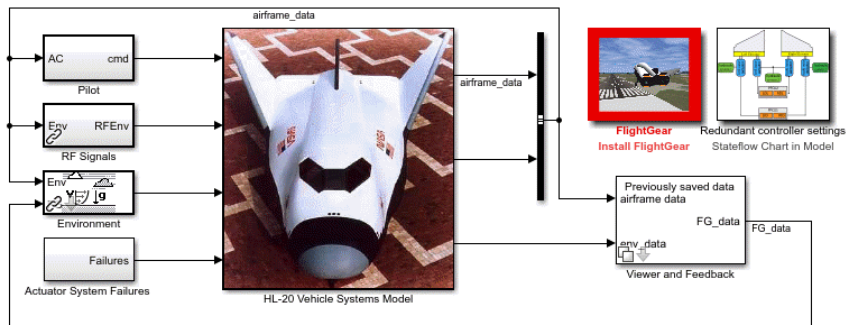 airframe_data
AC
cmd
Pilot
Env
RFEnv
RF Signals
Env
V
g
Environment
Failures
Actuator System Failures
HL-20 Vehicle Systems Model
airframe_data
FlightGear
Install FlightGear
Redundant controller settings
Stateflow Chart in Model
Previously saved data
airframe data
FG_data
env_data
FG_data
Viewer and Feedback